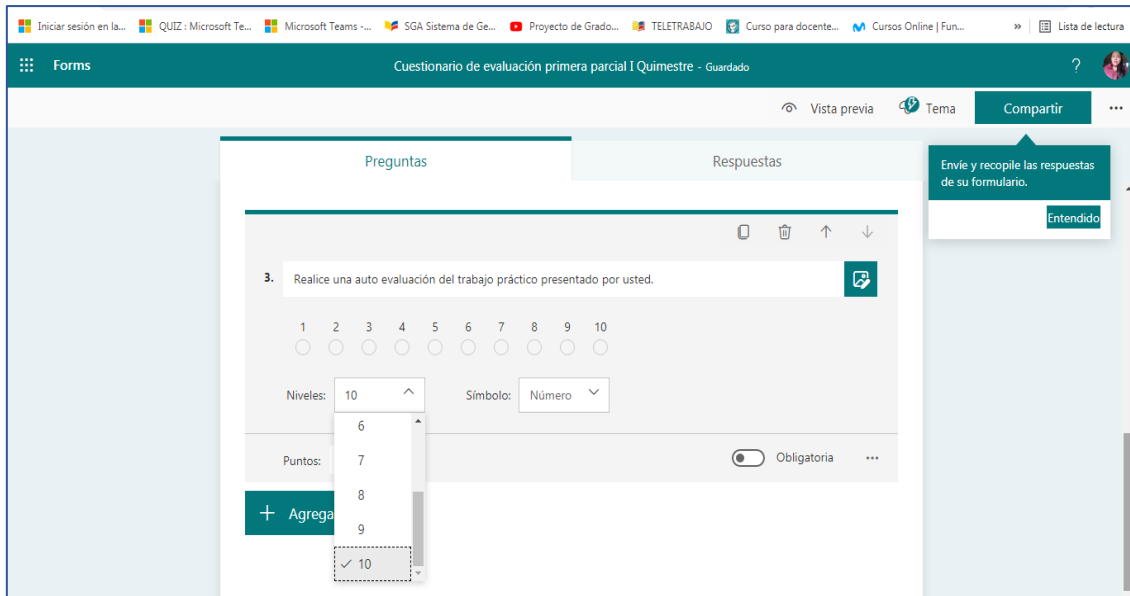 Iniciar sesión en la... QUIZ : Microsoft Te... Microsoft Teams -... SGA Sistema de Ge... Proyecto de Grado... TELETRABAJO Curso para docente... Cursos Online | Fun... » Lista de lectura
Forms Cuestionario de evaluación primera parcial I Quimestre - Guardado ?
Vista previa Tema Compartir ...
Preguntas Respuestas
Envíe y recopile las respuestas
de su formulario.
Entendido
3. Realice una auto evaluación del trabajo práctico presentado por usted.
1 2 3 4 5 6 7 8 9 10
Niveles: 10 Símbolo: Número
6
Puntos: 7 Obligatoria ...
8
+ Agrega
9
✓ 10